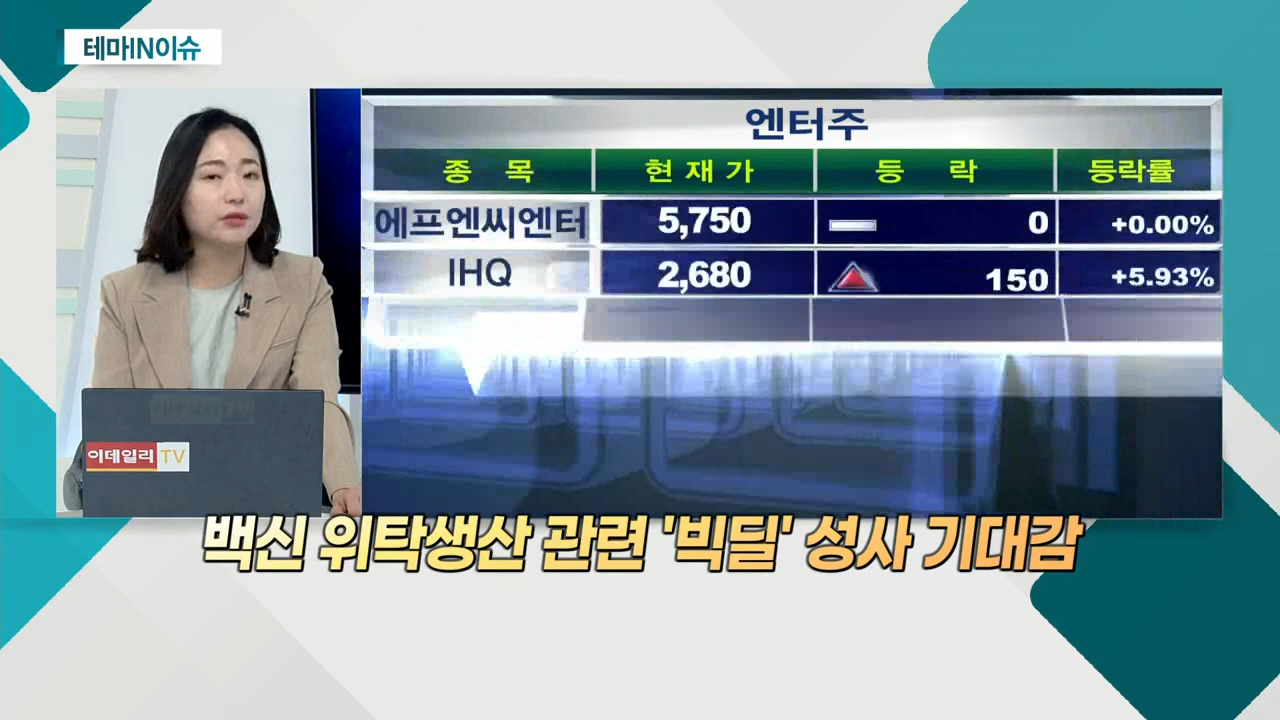 테마IN이슈
엔터주
종 목 현 재 가 등 락 등락률
에프엔씨엔터 5,750 0 +0.00%
IHQ 2,680 150 +5.93%
이데일리 TV
백신 위탁생산 관련 '빅딜' 성사 기대감